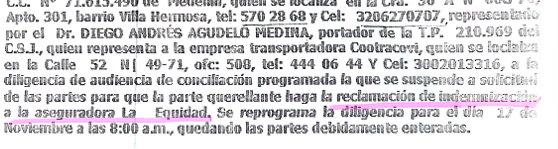 C.C. N° 71.615.490 de Medellín, quien se localiza en la Cra.
Apto. 301, barrio Villa Hermosa, tel: 570 28 68 y Cel: 3206270707, representado
por el Dr. DIEGO ANDRÉS AGUDELO MEDINA, portador de la T.P. 210.969 del
C.S.J., quien representa a la empresa transportadora Cootracovi, quien se localiza
en la Calle 52 N| 49-71, ofc: 508, tel: 444 06 44 Y Cel: 3002013316, a la
diligencia de audiencia de conciliación programada la que se suspende a solicitud
de las partes para que la parte querellante haga la reclamación de indemnización
a la aseguradora La Equidad. Se reprograma la diligencia para el día 17 de
Noviembre a las 8:00 a.m., quedando las partes debidamente enteradas.